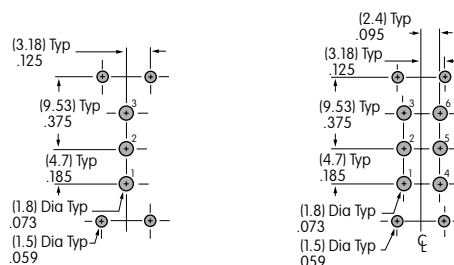 (3.18) Typ
.125
(9.53) Typ
.375
(4.7) Typ
.185
(1.8) Dia Typ
.073
(1.5) Dia Typ
.059
3
2
1
(2.4) Typ
.095
(3.18) Typ
.125
(9.53) Typ
.375
(4.7) Typ
.185
(1.8) Dia Typ
.073
(1.5) Dia Typ
.059
3 6
2 5
1 4
℄